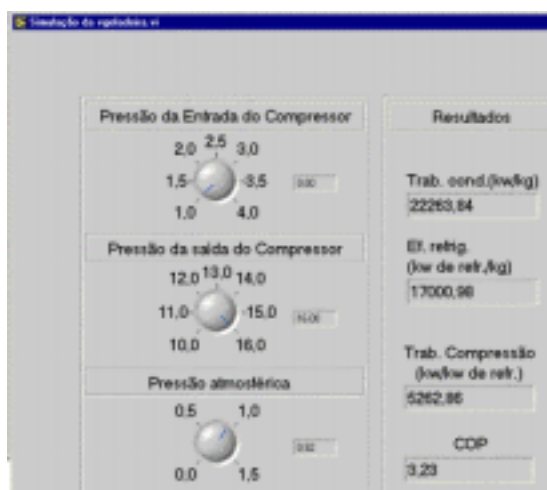 Simulação da geladeira.vi
Pressão da Entrada do Compressor
2,0 2,5 3,0
1,5 3,5
1,0 4,0
Pressão da saída do Compressor
12,0 13,0 14,0
11,0 15,0
10,0 16,0
Pressão atmosférica
0.5 1,0
0,0 1,5
Resultados
Trab. cond.(kw/kg)
22263,84
Ef. refrig.
(kw de refr./kg)
17000,98
Trab. Compressão
(kw/kw de refr.)
5262,86
COP
3,23